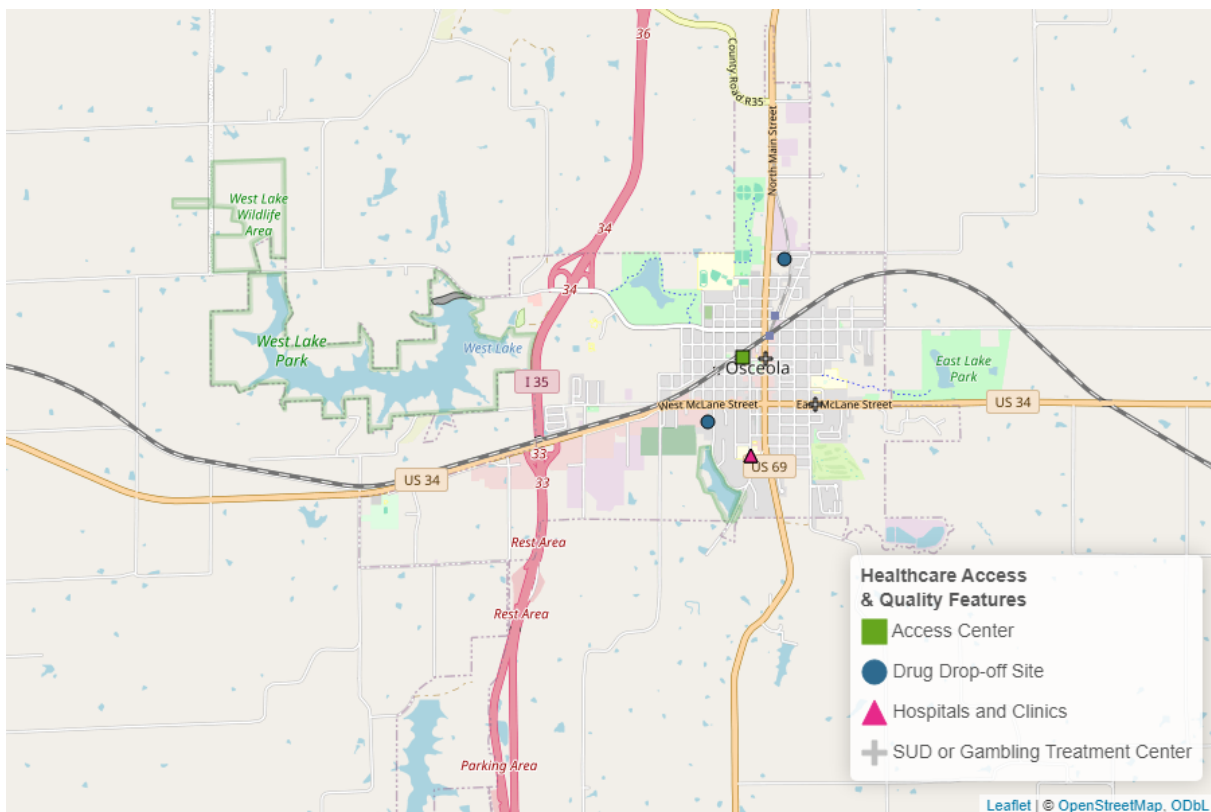 36
County Road R35
North Main Street
West Lake
Wildlife
Area
34
34
West Lake
Park
West Lake
I 35
Osceola
East Lake
Park
West McLane Street
East McLane Street
US 34
33
US 69
US 34
33
Rest Area
Rest Area
Parking Area
Healthcare Access
& Quality Features
Access Center
Drug Drop-off Site
Hospitals and Clinics
SUD or Gambling Treatment Center
Leaflet | © OpenStreetMap, ODbL